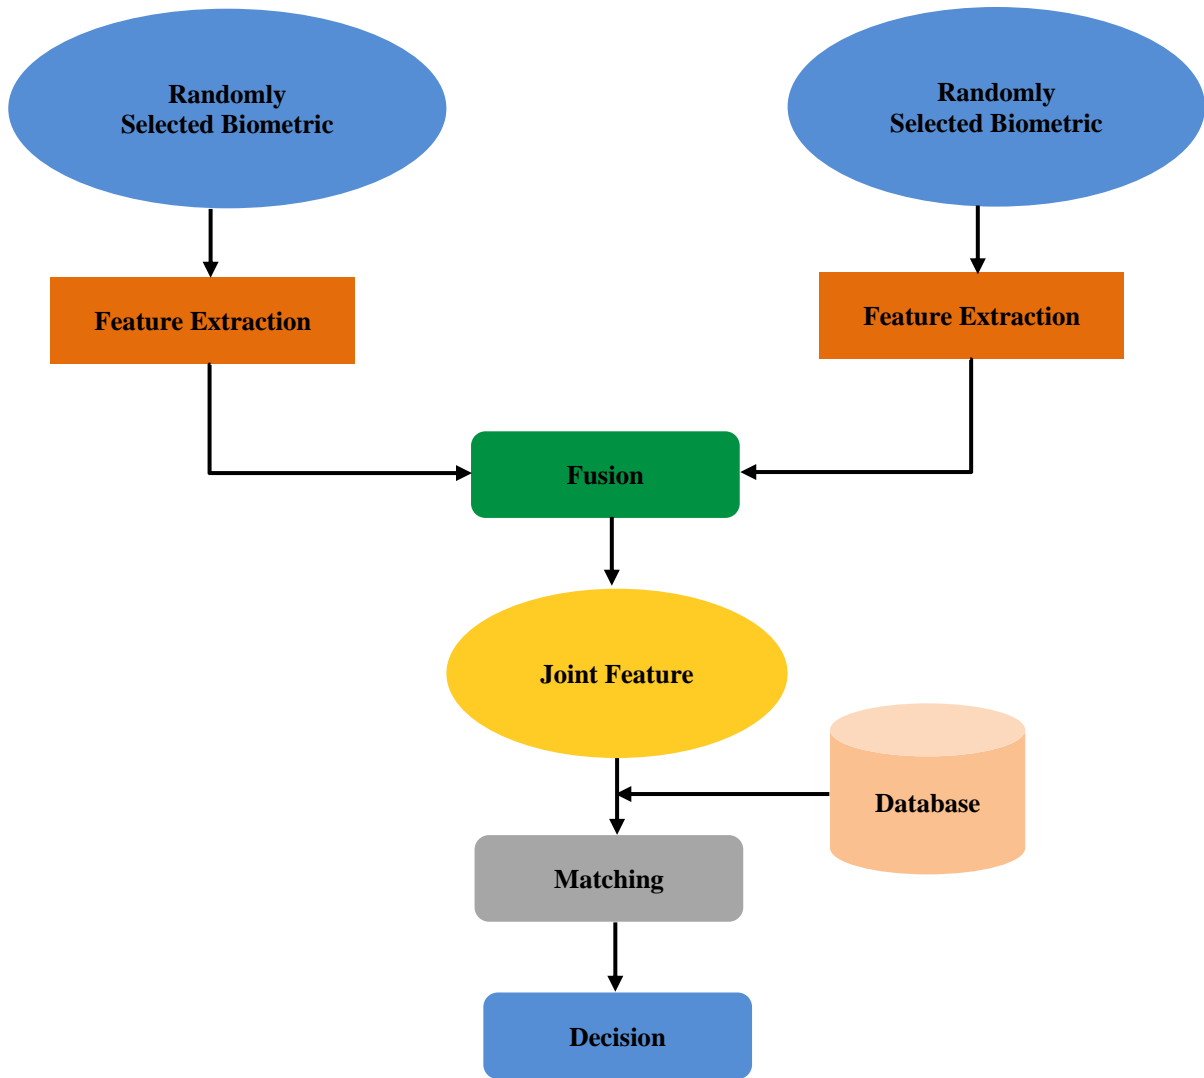 Randomly
Selected Biometric
Randomly
Selected Biometric
Feature Extraction
Feature Extraction
Fusion
Joint Feature
Database
Matching
Decision